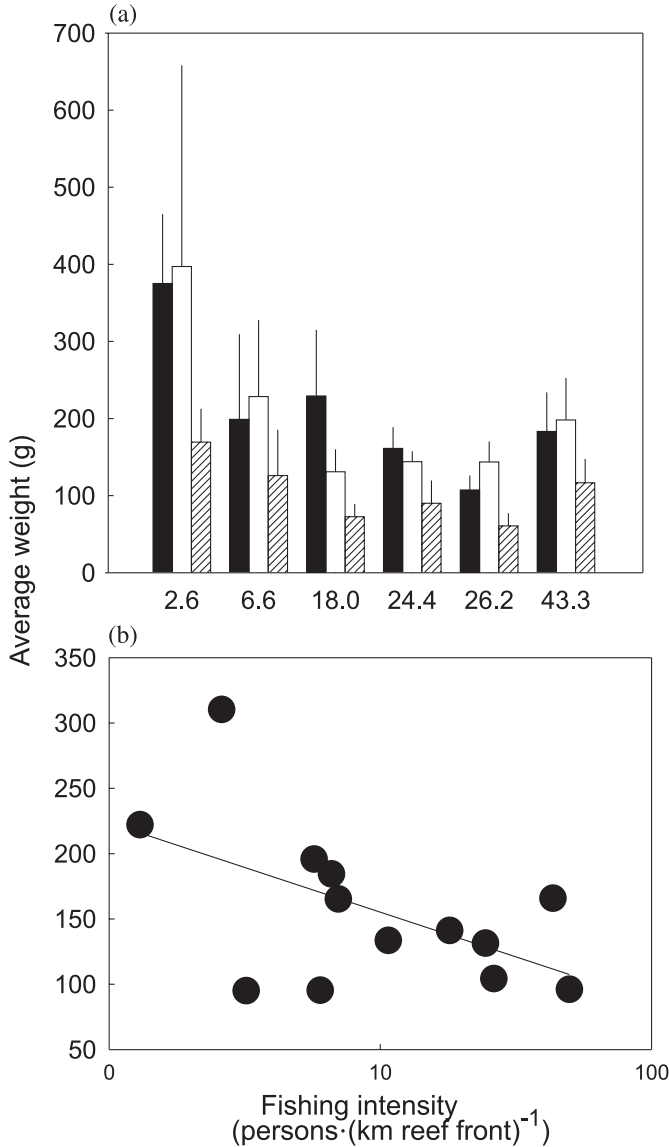 (a)
700
600
500
400
300
200
100
0
2.6 6.6 18.0 24.4 26.2 43.3
Average weight (g)
(b)
350
300
250
200
150
100
50
0 10 100
Fishing intensity
(persons·(km reef front)⁻¹)